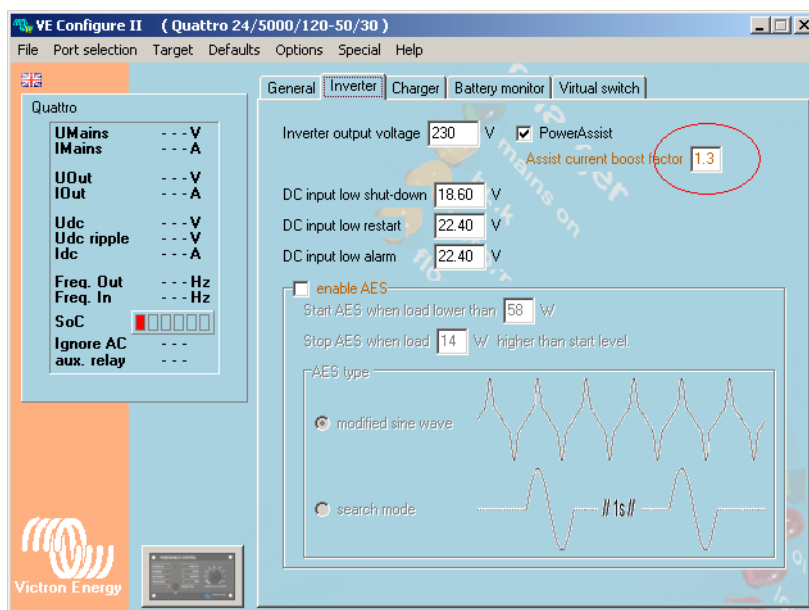 VE Configure II ( Quattro 24/5000/120-50/30 )
File Port selection Target Defaults Options Special Help
General Inverter Charger Battery monitor Virtual switch
Quattro
UMains - - - V
IMains - - - A
UOut - - - V
IOut - - - A
Udc - - - V
Udc ripple - - - V
Idc - - - A
Freq. Out - - - Hz
Freq. In - - - Hz
SoC
Ignore AC - - -
aux. relay - - -
Inverter output voltage 230 V PowerAssist
Assist current boost factor 1.3
DC input low shut-down 18.60 V
DC input low restart 22.40 V
DC input low alarm 22.40 V
enable AES
Start AES when load lower than 58 W
Stop AES when load 14 W higher than start level.
AES type
modified sine wave
search mode
// 1s //
mains on
Victron Energy